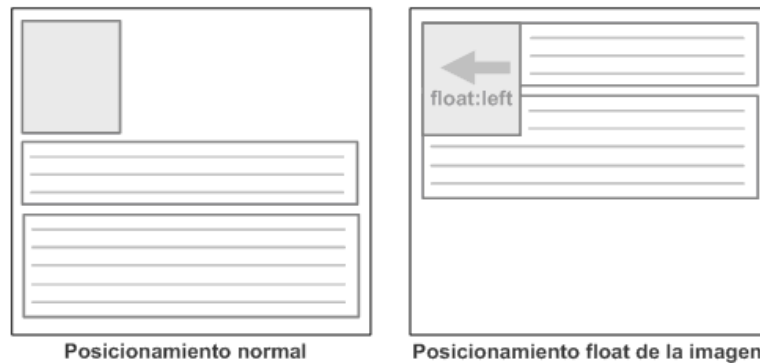 float:left
Posicionamiento normal
Posicionamiento float de la imagen